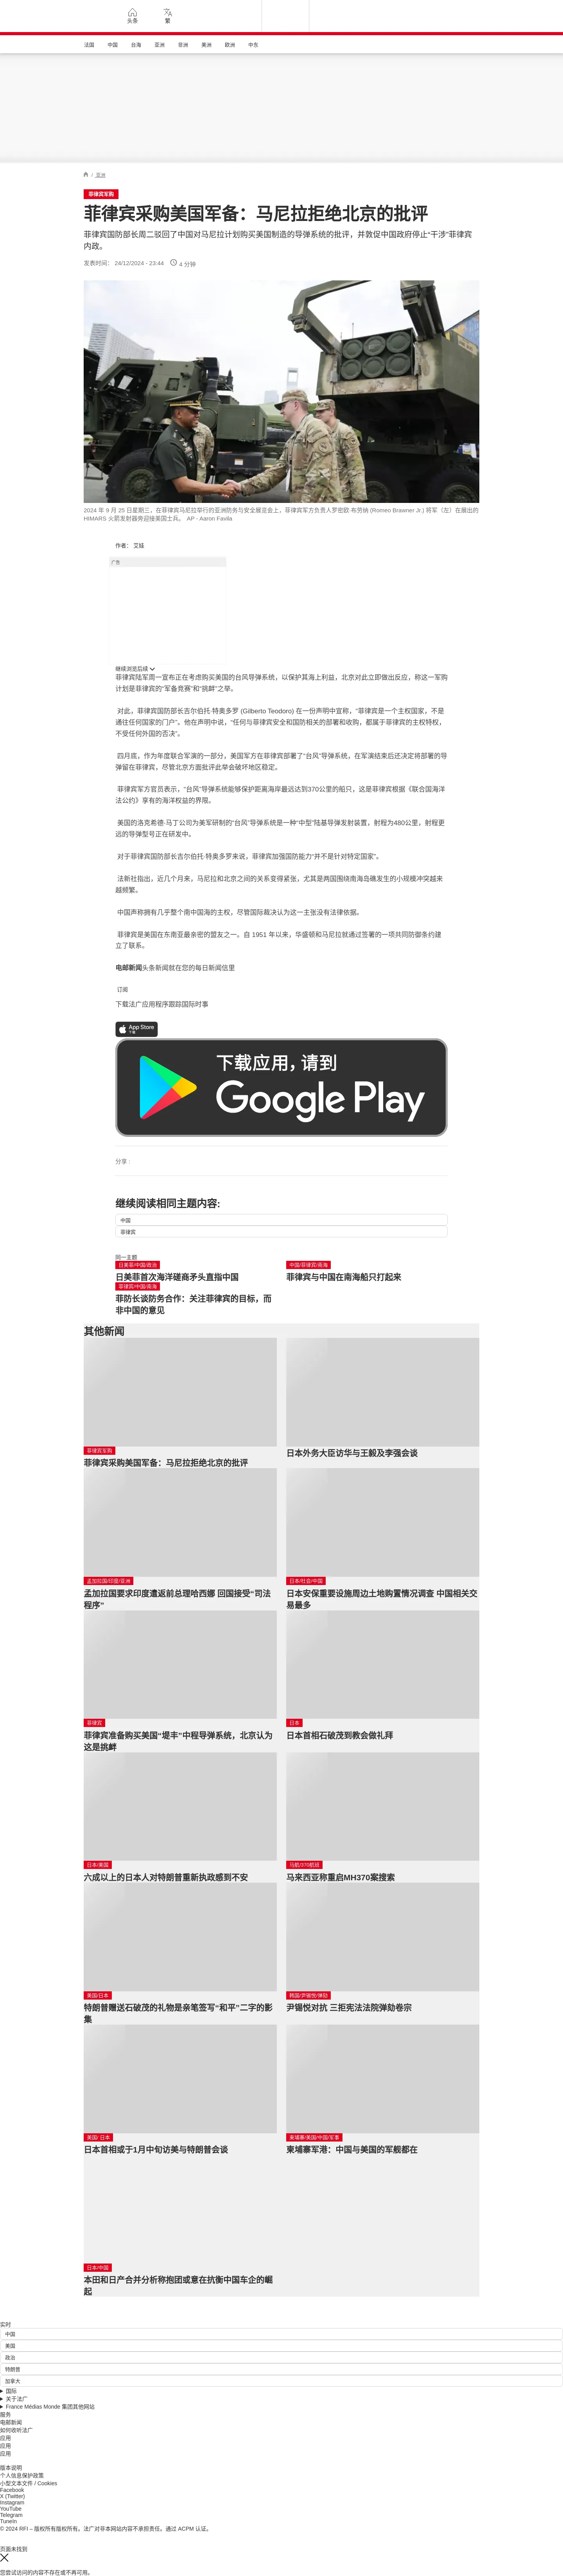 头条
繁
法国
中国
台海
亚洲
非洲
美洲
欧洲
中东
/ 亚洲
菲律宾军购
菲律宾采购美国军备：马尼拉拒绝北京的批评
菲律宾国防部长周二驳回了中国对马尼拉计划购买美国制造的导弹系统的批评，并敦促中国政府停止“干涉”菲律宾
内政。
发表时间： 24/12/2024 - 23:44
4 分钟
2024 年 9 月 25 日星期三，在菲律宾马尼拉举行的亚洲防务与安全展览会上，菲律宾军方负责人罗密欧·布劳纳 (Romeo Brawner Jr.) 将军（左）在展出的
HIMARS 火箭发射器旁迎接美国士兵。 AP - Aaron Favila
作者： 艾娃
广告
继续浏览后续
菲律宾陆军周一宣布正在考虑购买美国的台风导弹系统，以保护其海上利益，北京对此立即做出反应，称这一军购
计划是菲律宾的“军备竞赛”和“挑衅”之举。
对此，菲律宾国防部长吉尔伯托·特奥多罗 (Gilberto Teodoro) 在一份声明中宣称，“菲律宾是一个主权国家，不是
通往任何国家的门户”。他在声明中说，“任何与菲律宾安全和国防相关的部署和收购，都属于菲律宾的主权特权，
不受任何外国的否决”。
四月底，作为年度联合军演的一部分，美国军方在菲律宾部署了“台风”导弹系统，在军演结束后还决定将部署的导
弹留在菲律宾，尽管北京方面批评此举会破坏地区稳定。
菲律宾军方官员表示，“台风”导弹系统能够保护距离海岸最远达到370公里的船只，这是菲律宾根据《联合国海洋
法公约》享有的海洋权益的界限。
美国的洛克希德·马丁公司为美军研制的“台风”导弹系统是一种“中型”陆基导弹发射装置，射程为480公里，射程更
远的导弹型号正在研发中。
对于菲律宾国防部长吉尔伯托·特奥多罗来说，菲律宾加强国防能力“并不是针对特定国家”。
法新社指出，近几个月来，马尼拉和北京之间的关系变得紧张，尤其是两国围绕南海岛礁发生的小规模冲突越来
越频繁。
中国声称拥有几乎整个南中国海的主权，尽管国际裁决认为这一主张没有法律依据。
菲律宾是美国在东南亚最亲密的盟友之一。自 1951 年以来，华盛顿和马尼拉就通过签署的一项共同防御条约建
立了联系。
电邮新闻头条新闻就在您的每日新闻信里
订阅
下载法广应用程序跟踪国际时事
App Store
下载
下载应用，请到
Google Play
分享 :
继续阅读相同主题内容:
中国
菲律宾
同一主题
日美菲/中国/政治
日美菲首次海洋磋商矛头直指中国
中国/菲律宾/南海
菲律宾与中国在南海船只打起来
菲律宾/中国/南海
菲防长谈防务合作：关注菲律宾的目标，而
非中国的意见
其他新闻
菲律宾军购
菲律宾采购美国军备：马尼拉拒绝北京的批评
日本外务大臣访华与王毅及李强会谈
孟加拉国/印度/亚洲
孟加拉国要求印度遣返前总理哈西娜 回国接受“司法
程序”
日本/社会/中国
日本安保重要设施周边土地购置情况调查 中国相关交
易最多
菲律宾
菲律宾准备购买美国“堤丰”中程导弹系统，北京认为
这是挑衅
日本
日本首相石破茂到教会做礼拜
日本/美国
六成以上的日本人对特朗普重新执政感到不安
马航/370航班
马来西亚称重启MH370案搜索
美国/日本
特朗普赠送石破茂的礼物是亲笔签写“和平”二字的影
集
韩国/尹锡悦/弹劾
尹锡悦对抗 三拒宪法法院弹劾卷宗
美国/ 日本
日本首相或于1月中旬访美与特朗普会谈
柬埔寨/美国/中国/军事
柬埔寨军港：中国与美国的军舰都在
日本/中国
本田和日产合并分析称抱团或意在抗衡中国车企的崛
起
实时
中国
美国
政治
特朗普
加拿大
国际
关于法广
France Médias Monde 集团其他网站
服务
电邮新闻
如何收听法广
应用
应用
应用
版本说明
个人信息保护政策
小型文本文件 / Cookies
Facebook
X (Twitter)
Instagram
YouTube
Telegram
TuneIn
© 2024 RFI – 版权所有版权所有。法广对非本网站内容不承担责任。通过 ACPM 认证。
页面未找到
您尝试访问的内容不存在或不再可用。